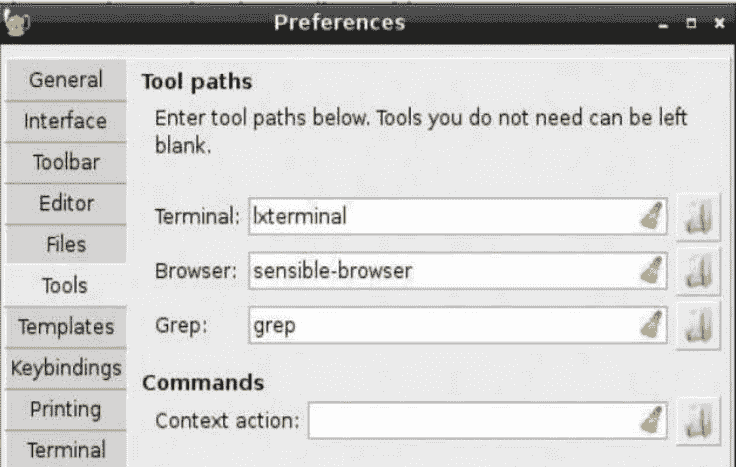 Preferences
General
Interface
Toolbar
Editor
Files
Tools
Templates
Keybindings
Printing
Terminal
Tool paths
Enter tool paths below. Tools you do not need can be left
blank.
Terminal: lxterminal
Browser: sensible-browser
Grep: grep
Commands
Context action: